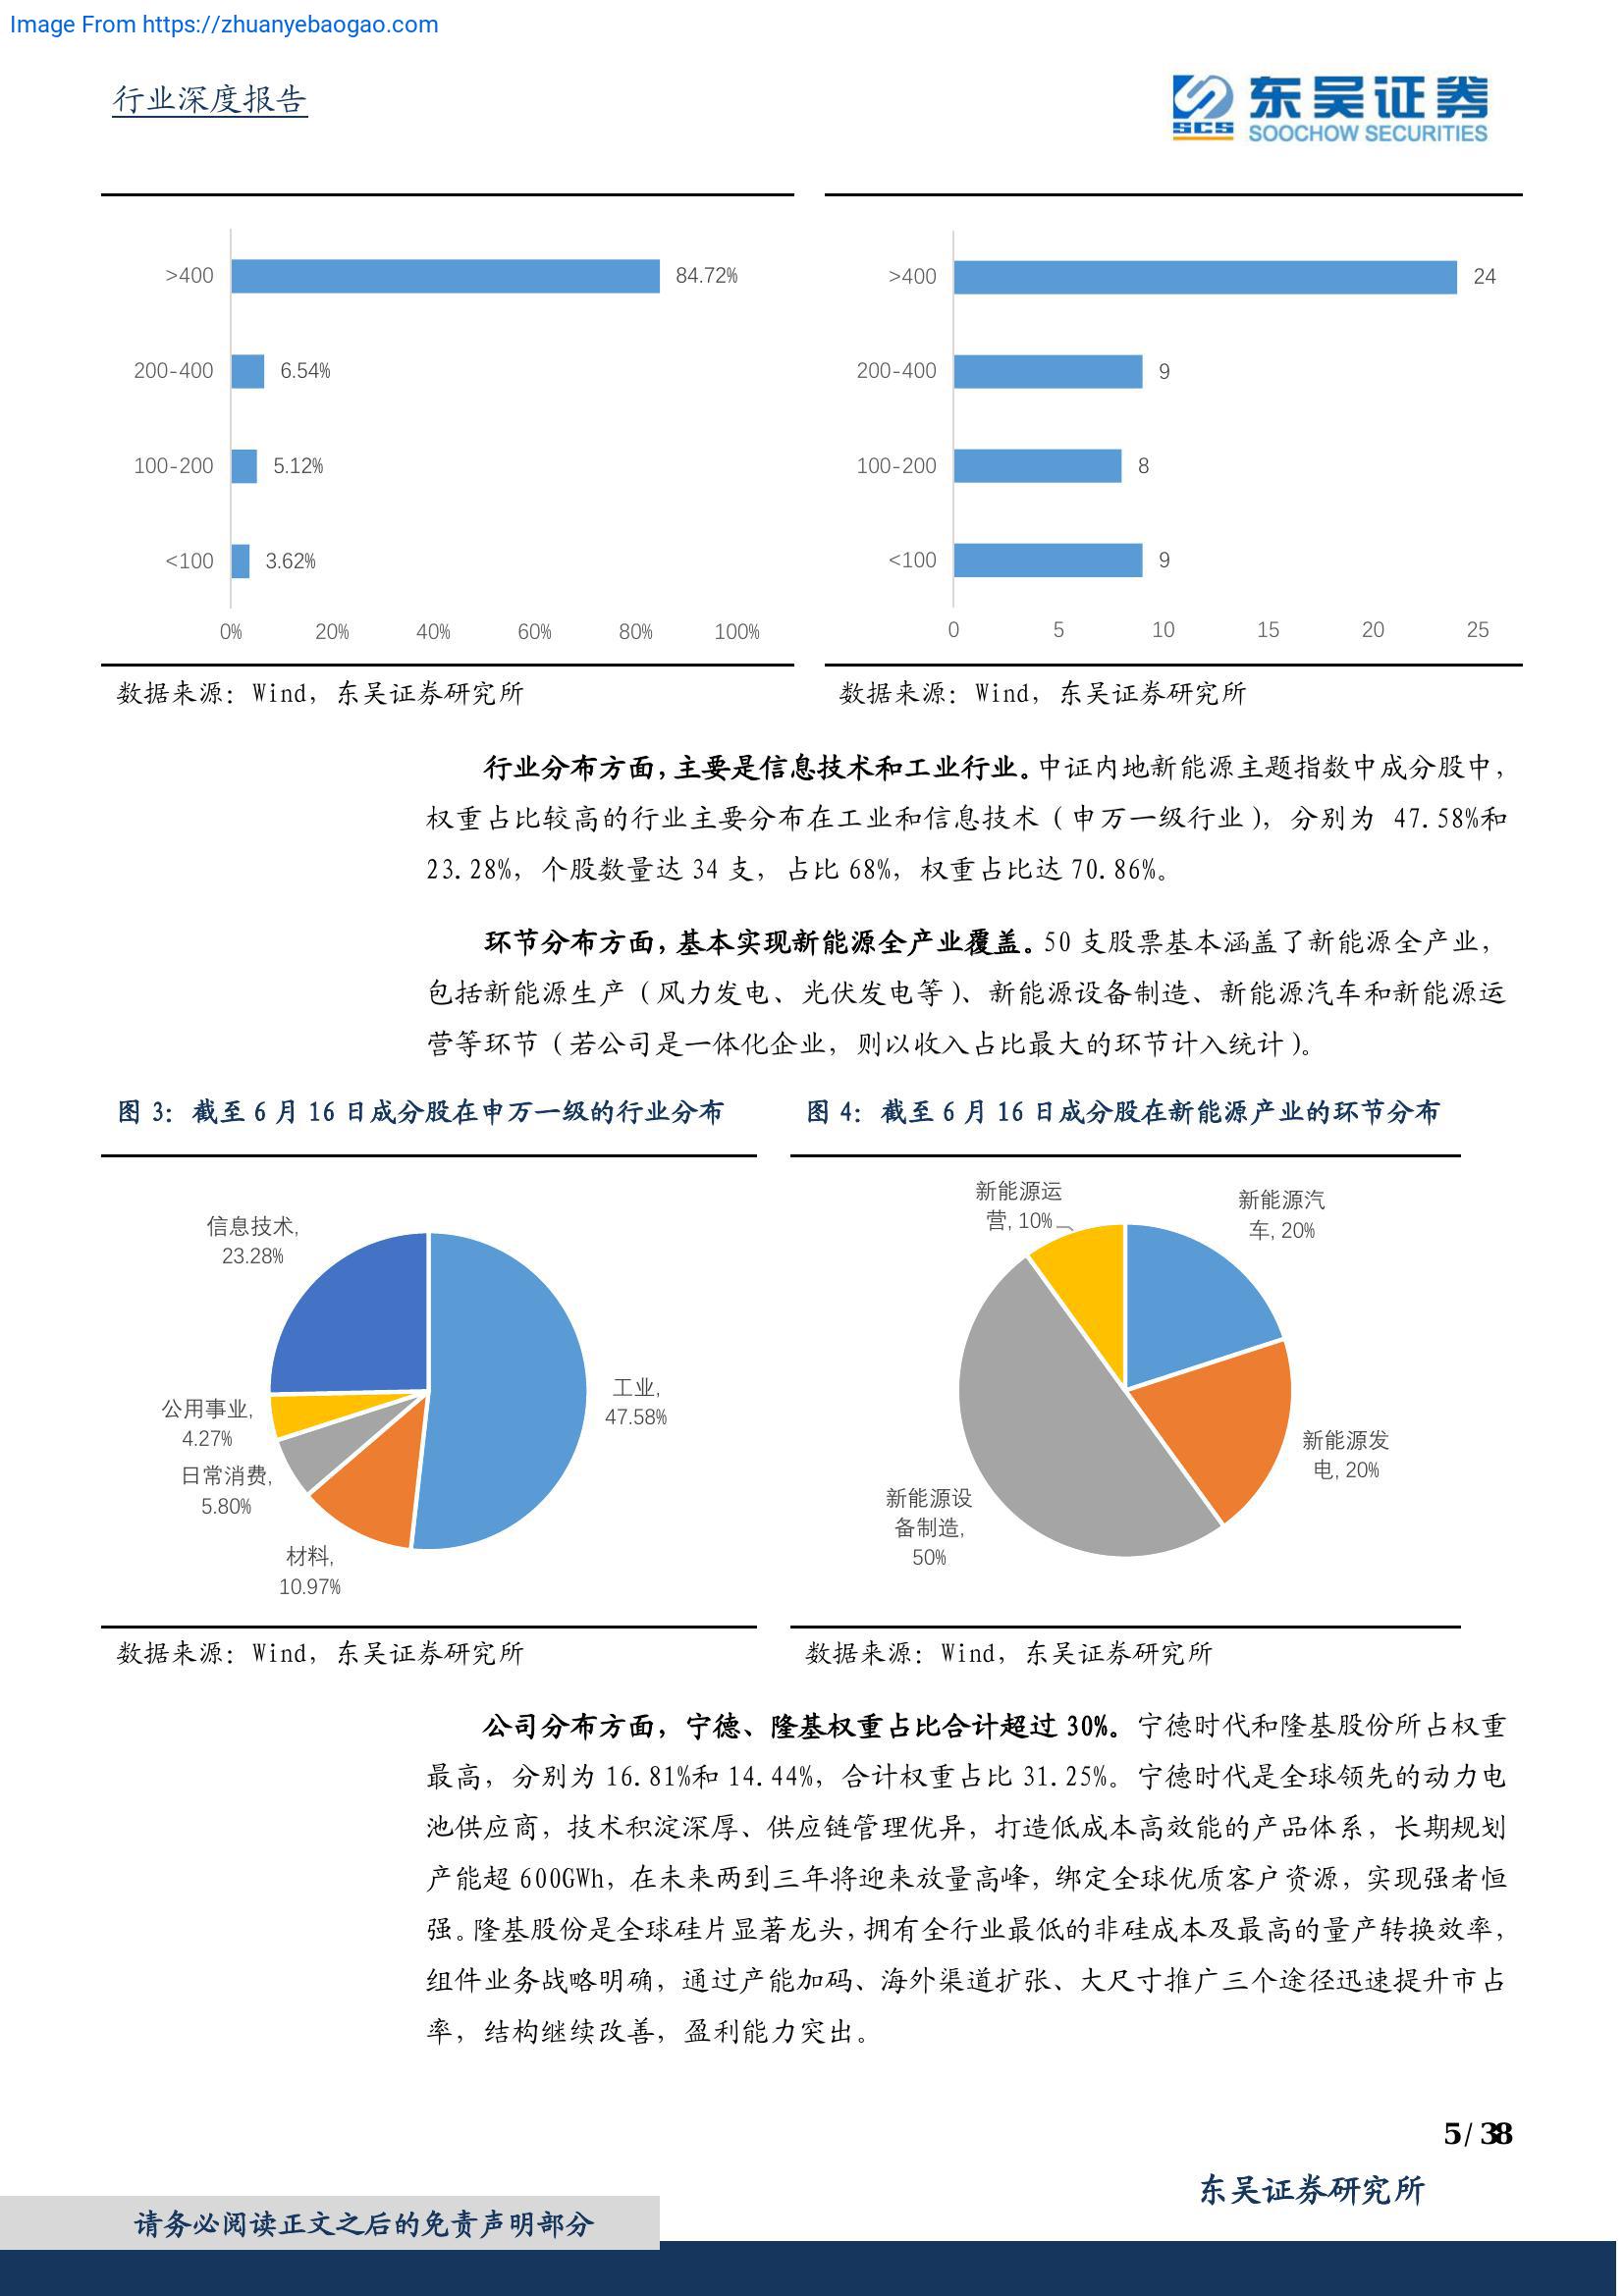 Image From https://zhuanyebaogao.com
行业深度报告
SCS
东吴证券
SOOCHOW SECURITIES
>400
84.72%
200-400
6.54%
100-200
5.12%
<100
3.62%
0% 20% 40% 60% 80% 100%
数据来源：Wind，东吴证券研究所
>400
24
200-400
9
100-200
8
<100
9
0 5 10 15 20 25
数据来源：Wind，东吴证券研究所
行业分布方面，主要是信息技术和工业行业。中证内地新能源主题指数中成分股中，
权重占比较高的行业主要分布在工业和信息技术（申万一级行业），分别为 47.58%和
23.28%，个股数量达 34 支，占比 68%，权重占比达 70.86%。
环节分布方面，基本实现新能源全产业覆盖。50 支股票基本涵盖了新能源全产业，
包括新能源生产（风力发电、光伏发电等）、新能源设备制造、新能源汽车和新能源运
营等环节（若公司是一体化企业，则以收入占比最大的环节计入统计）。
图 3：截至 6 月 16 日成分股在申万一级的行业分布
信息技术,
23.28%
工业,
47.58%
公用事业,
4.27%
日常消费,
5.80%
材料,
10.97%
数据来源：Wind，东吴证券研究所
图 4：截至 6 月 16 日成分股在新能源产业的环节分布
新能源运
营, 10%
新能源汽
车, 20%
新能源发
电, 20%
新能源设
备制造,
50%
数据来源：Wind，东吴证券研究所
公司分布方面，宁德、隆基权重占比合计超过 30%。宁德时代和隆基股份所占权重
最高，分别为 16.81%和 14.44%，合计权重占比 31.25%。宁德时代是全球领先的动力电
池供应商，技术积淀深厚、供应链管理优异，打造低成本高效能的产品体系，长期规划
产能超 600GWh，在未来两到三年将迎来放量高峰，绑定全球优质客户资源，实现强者恒
强。隆基股份是全球硅片显著龙头，拥有全行业最低的非硅成本及最高的量产转换效率，
组件业务战略明确，通过产能加码、海外渠道扩张、大尺寸推广三个途径迅速提升市占
率，结构继续改善，盈利能力突出。
5 / 38
东吴证券研究所
请务必阅读正文之后的免责声明部分